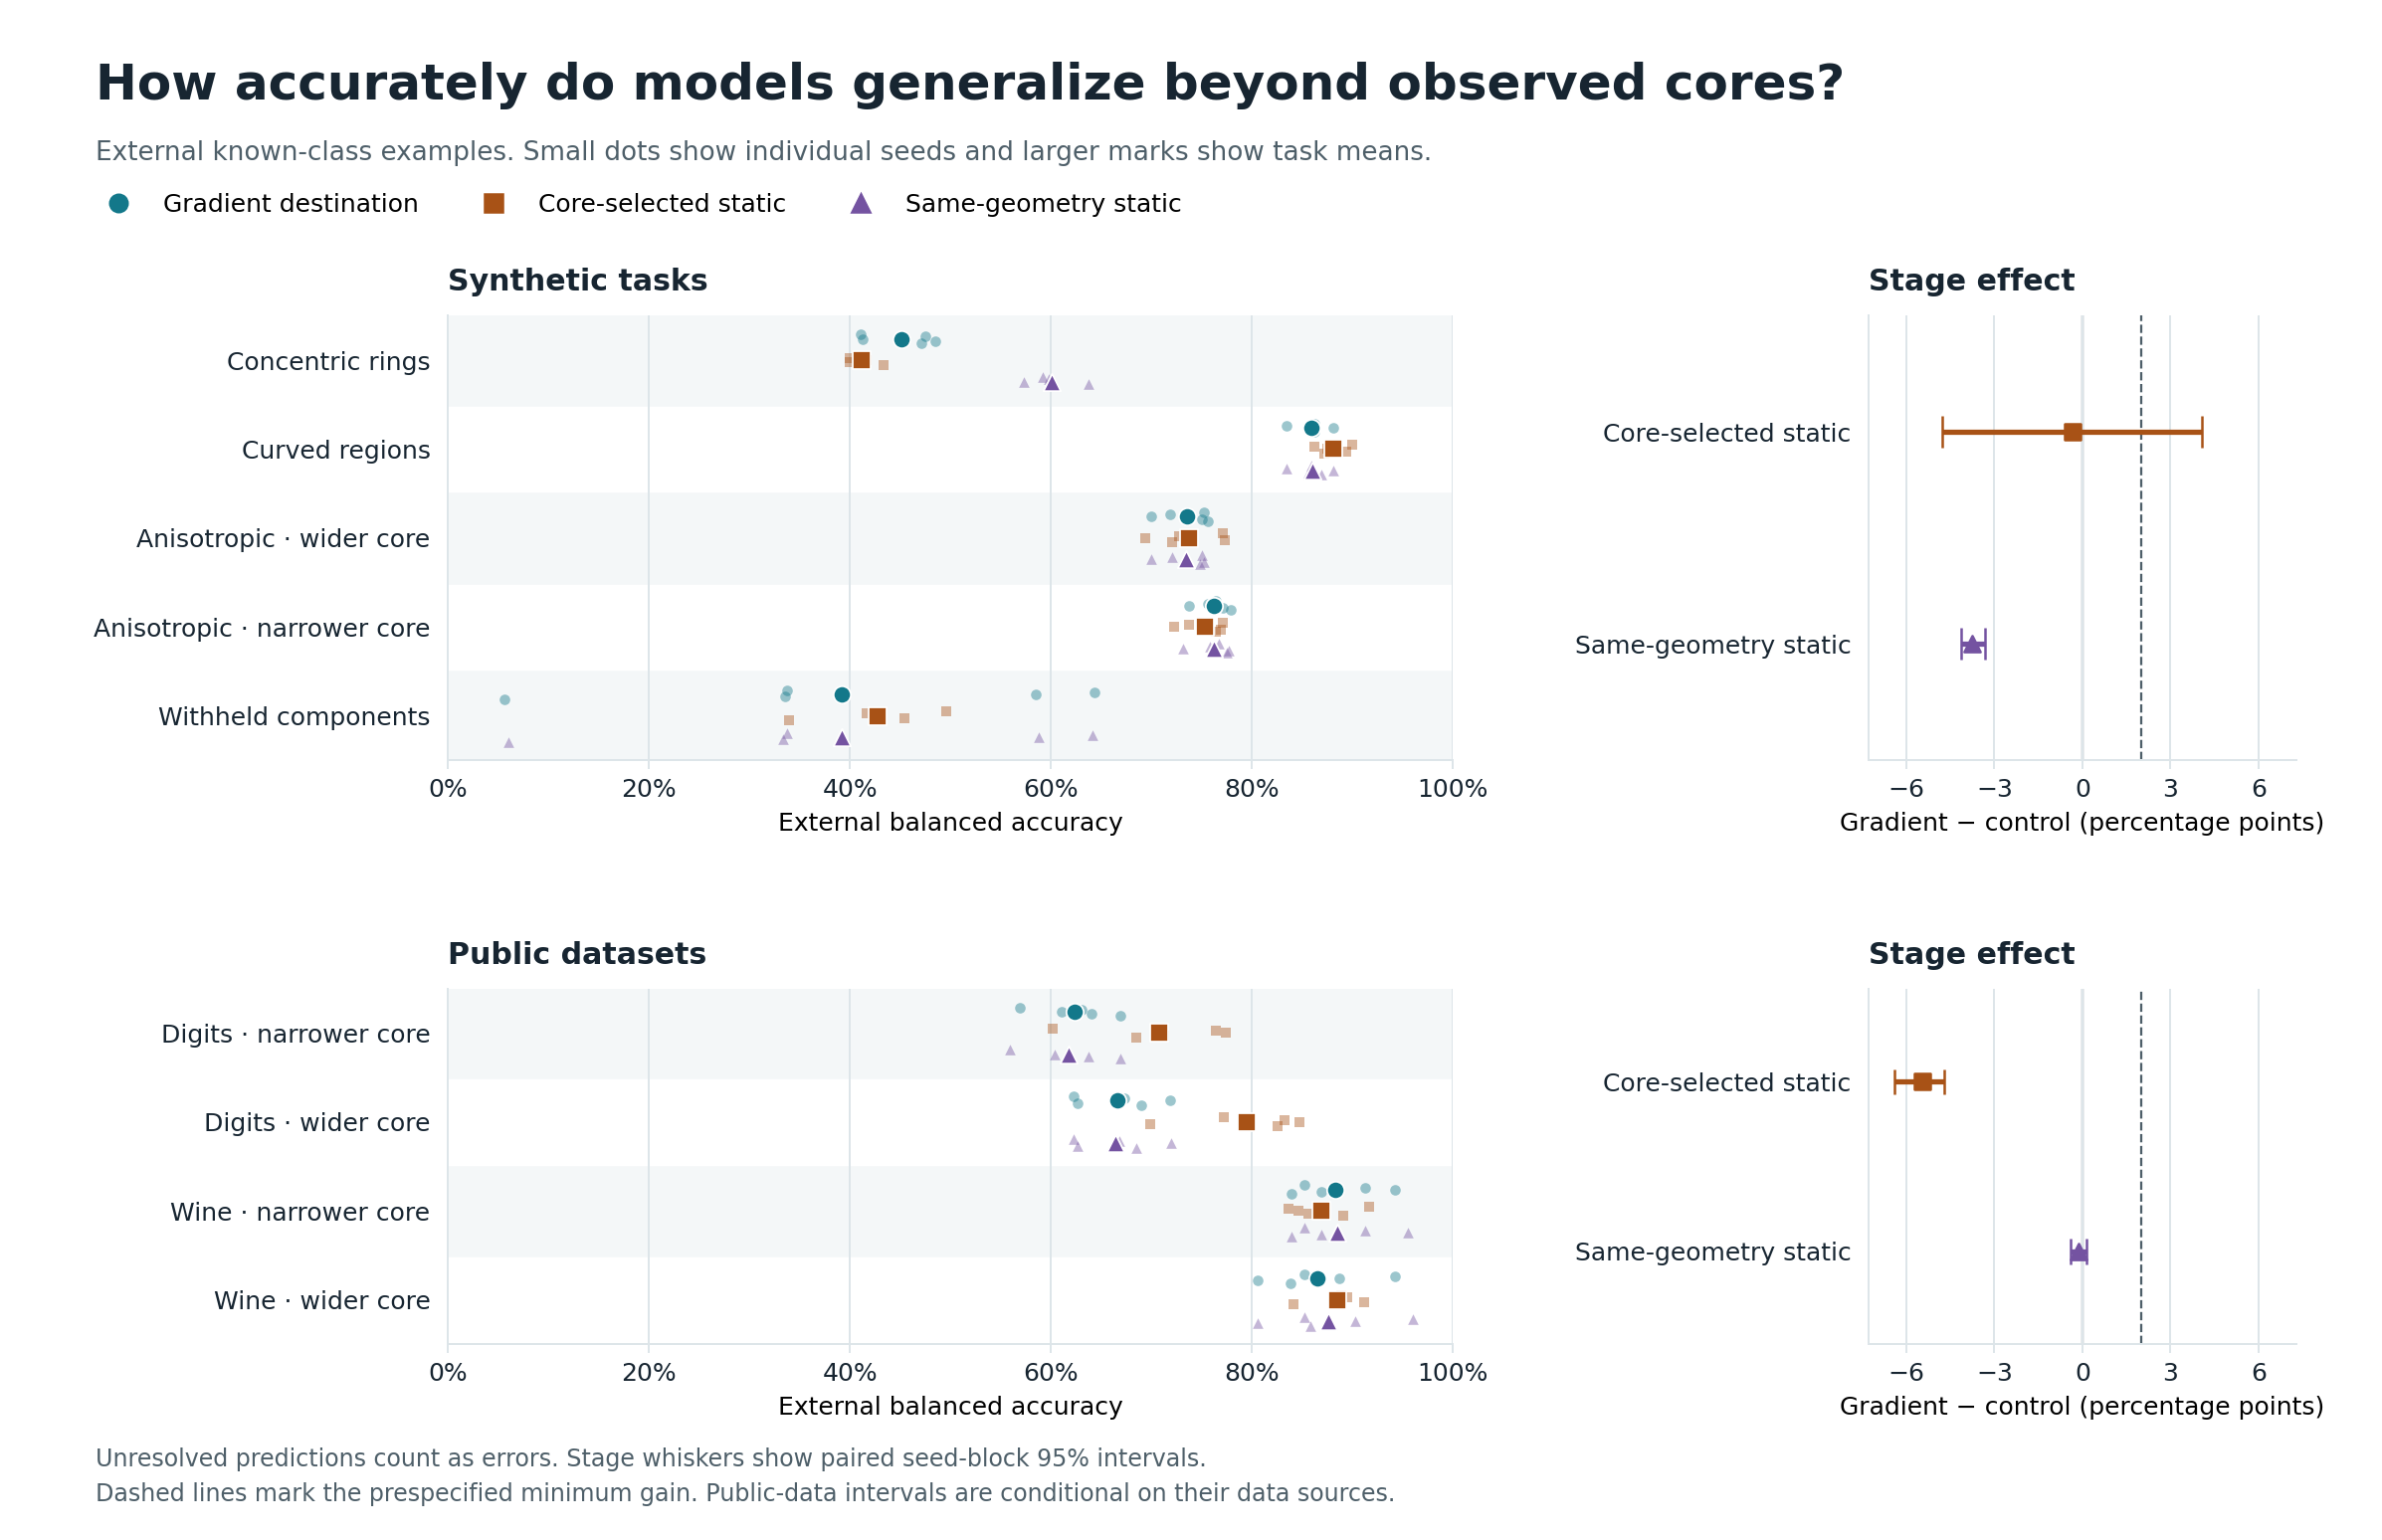 How accurately do models generalize beyond observed cores?
External known-class examples. Small dots show individual seeds and larger marks show task means.
Gradient destination Core-selected static Same-geometry static
Synthetic tasks
Concentric rings
Curved regions
Anisotropic · wider core
Anisotropic · narrower core
Withheld components
0% 20% 40% 60% 80% 100%
External balanced accuracy
Stage effect
Core-selected static
Same-geometry static
−6 −3 0 3 6
Gradient − control (percentage points)
Public datasets
Digits · narrower core
Digits · wider core
Wine · narrower core
Wine · wider core
0% 20% 40% 60% 80% 100%
External balanced accuracy
Stage effect
Core-selected static
Same-geometry static
−6 −3 0 3 6
Gradient − control (percentage points)
Unresolved predictions count as errors. Stage whiskers show paired seed-block 95% intervals.
Dashed lines mark the prespecified minimum gain. Public-data intervals are conditional on their data sources.